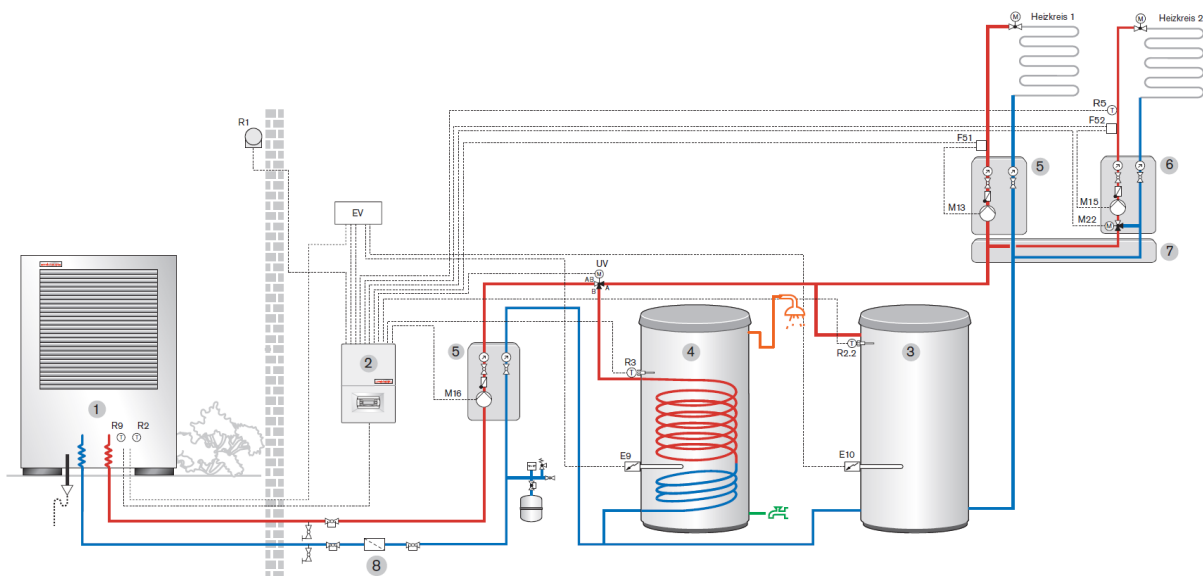 Heizkreis 1
Heizkreis 2
M
M
R5
T
F52
R1
F51
5
6
M13
M15
M22
M
7
EV
UV
M
AB
A
B
2
5
R3
T
4
T
R2.2
3
M16
1
R9
R2
T
T
E9
E10
8